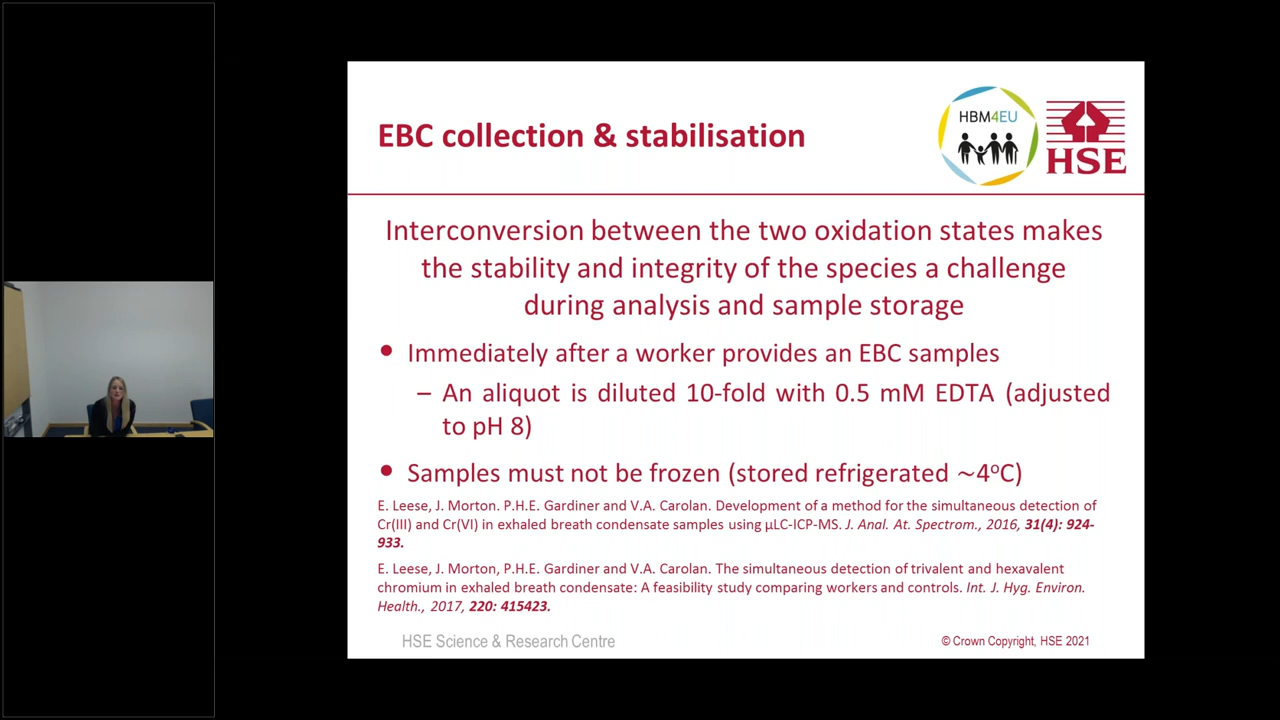 EBC collection & stabilisation
HBM4EU
HSE
Interconversion between the two oxidation states makes
the stability and integrity of the species a challenge
during analysis and sample storage
• Immediately after a worker provides an EBC samples
– An aliquot is diluted 10-fold with 0.5 mM EDTA (adjusted
to pH 8)
• Samples must not be frozen (stored refrigerated ~4°C)
E. Leese, J. Morton. P.H.E. Gardiner and V.A. Carolan. Development of a method for the simultaneous detection of
Cr(III) and Cr(VI) in exhaled breath condensate samples using µLC-ICP-MS. J. Anal. At. Spectrom., 2016, 31(4): 924-
933.
E. Leese, J. Morton, P.H.E. Gardiner and V.A. Carolan. The simultaneous detection of trivalent and hexavalent
chromium in exhaled breath condensate: A feasibility study comparing workers and controls. Int. J. Hyg. Environ.
Health., 2017, 220: 415423.
HSE Science & Research Centre
© Crown Copyright, HSE 2021